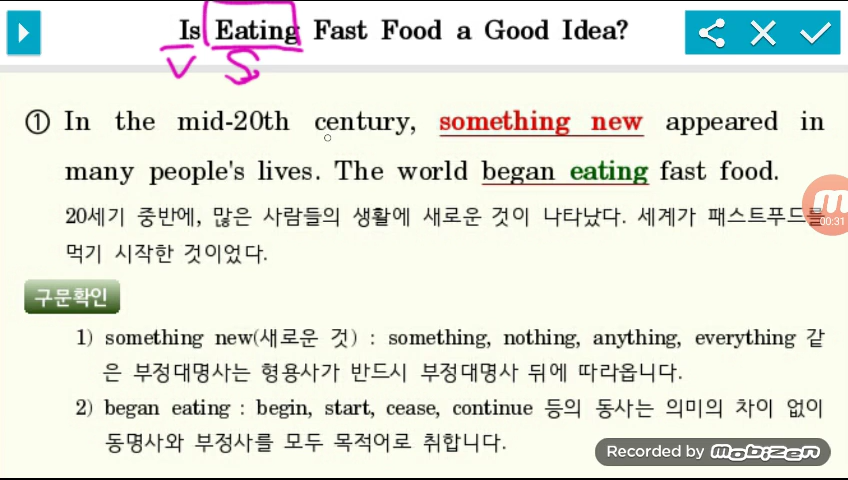 Is Eating Fast Food a Good Idea?
V S
① In the mid-20th century, something new appeared in
many people's lives. The world began eating fast food.
20세기 중반에, 많은 사람들의 생활에 새로운 것이 나타났다. 세계가 패스트푸드를
먹기 시작한 것이었다.
00:31
구문확인
1) something new(새로운 것) : something, nothing, anything, everything 같
은 부정대명사는 형용사가 반드시 부정대명사 뒤에 따라옵니다.
2) began eating : begin, start, cease, continue 등의 동사는 의미의 차이 없이
동명사와 부정사를 모두 목적어로 취합니다.
Recorded by mobizen